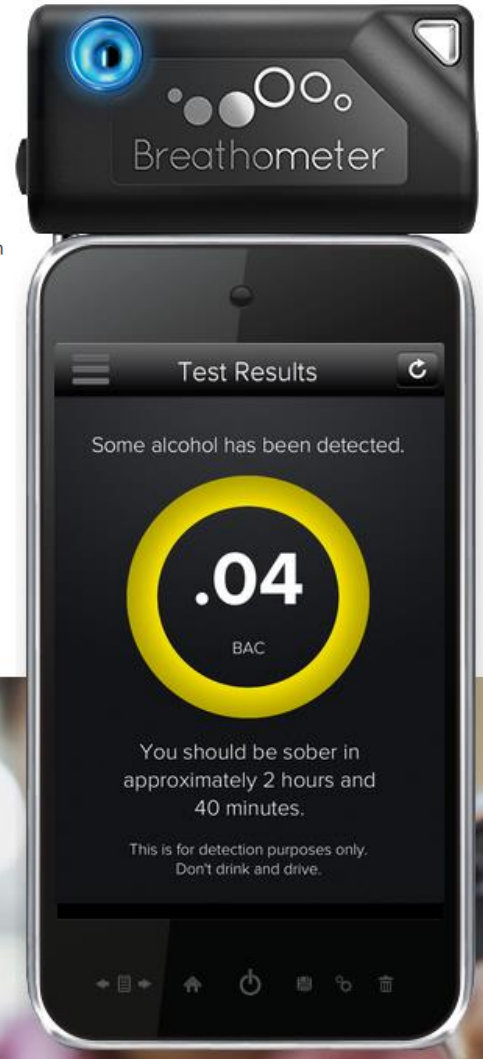 Breathometer
Test Results
Some alcohol has been detected.
.04
BAC
You should be sober in
approximately 2 hours and
40 minutes.
This is for detection purposes only.
Don't drink and drive.